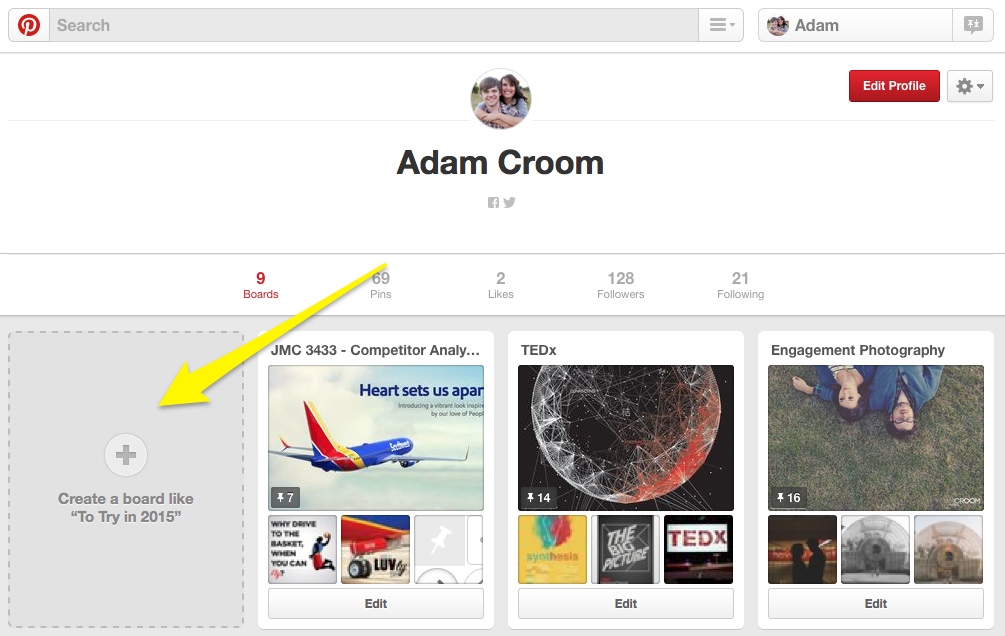 Search
Adam
Edit Profile
Adam Croom
9
Boards
69
Pins
2
Likes
128
Followers
21
Following
Create a board like
“To Try in 2015”
JMC 3433 - Competitor Analy...
Heart sets us apar
Introducing a vibrant look inspire
by our love of People
7
WHY DRIVE
TO THE
BASKET,
WHEN YOU
CAN
Fly?
LUV
Edit
TEDx
14
synthesis
THE
BIG
PICTURE
TEDX
Edit
Engagement Photography
16
CROOM
Edit